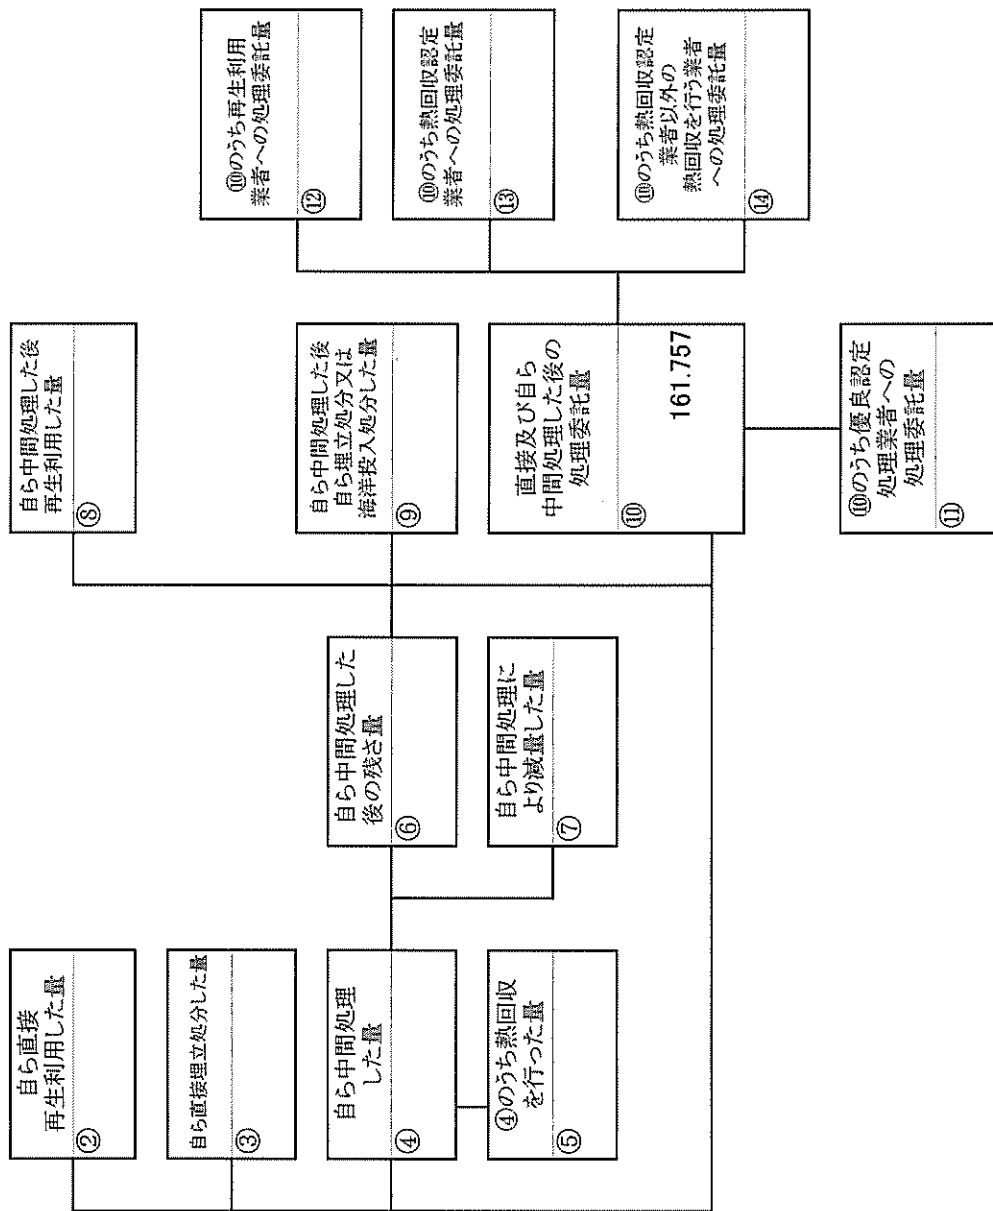 自ら直接
再生利用した量
②
自ら直接埋立処分した量
③
自ら中間処理
した量
④
④のうち熱回収
を行った量
⑤
自ら中間処理した
後の残さ量
⑥
自ら中間処理に
より減量した量
⑦
自ら中間処理した後
再生利用した量
⑧
自ら中間処理した後
自ら埋立処分又は
海洋投入処分した量
⑨
直接及び自ら
中間処理した後の
処理委託量
⑩
161.757
⑩のうち優良認定
処理業者への
処理委託量
⑪
⑩のうち再生利用
業者への処理委託量
⑫
⑩のうち熱回収認定
業者への処理委託量
⑬
⑩のうち熱回収認定
業者以外の
熱回収を行う業者
への処理委託量
⑭